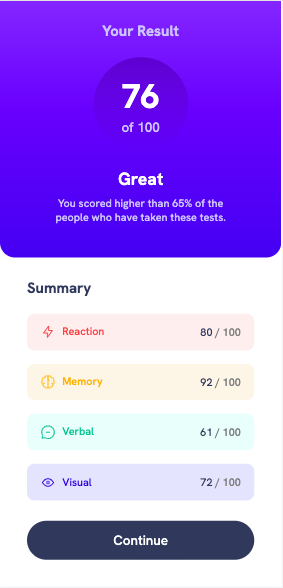 Your Result
76
of 100
Great
You scored higher than 65% of the
people who have taken these tests.
Summary
Reaction 80 / 100
Memory 92 / 100
Verbal 61 / 100
Visual 72 / 100
Continue